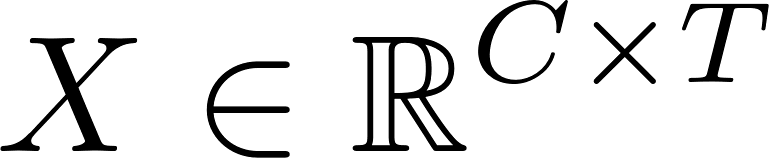 X ∈ ℝ^{C×T}